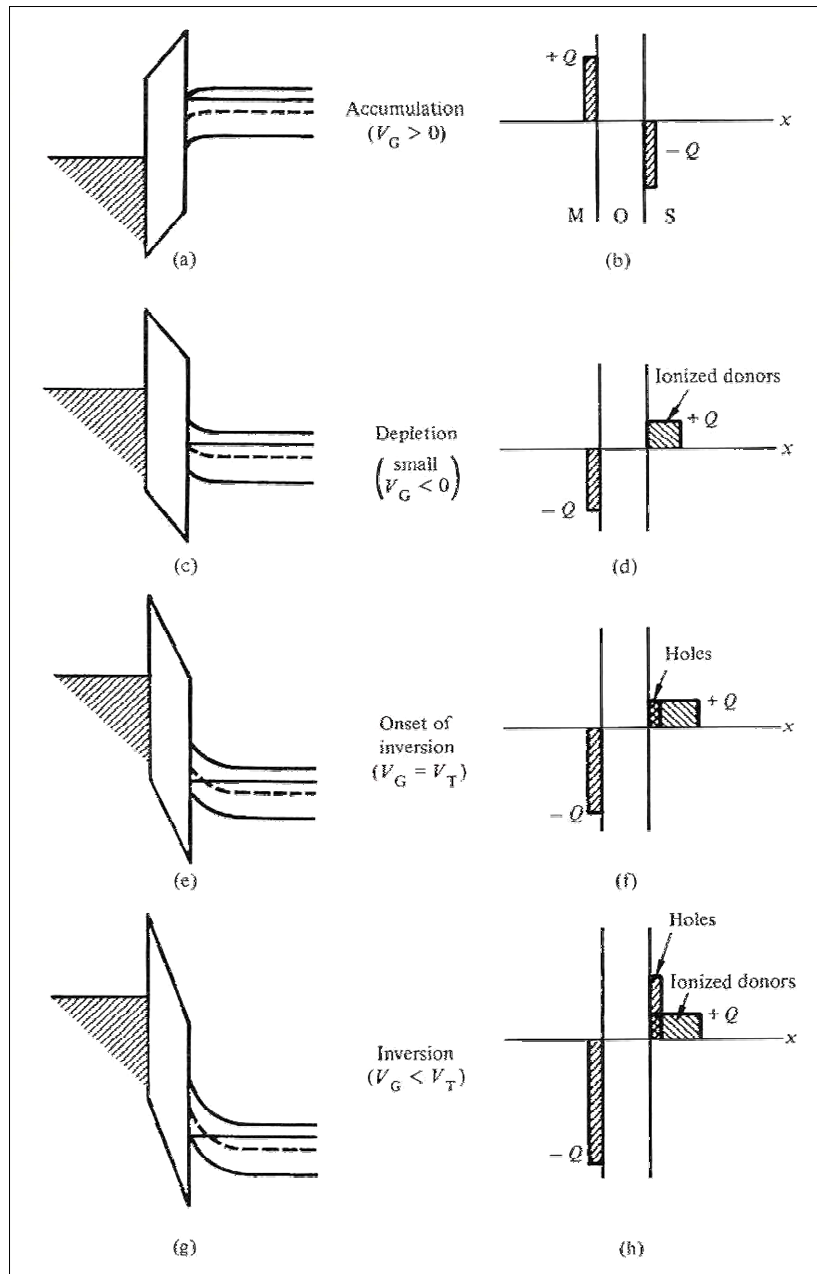 Accumulation
(V_G > 0)
+ Q
x
− Q
M O S
(a)
(b)
Depletion
(small
V_G < 0)
Ionized donors
+ Q
x
− Q
(c)
(d)
Onset of
inversion
(V_G = V_T)
Holes
+ Q
x
− Q
(e)
(f)
Inversion
(V_G < V_T)
Holes
Ionized donors
+ Q
x
− Q
(g)
(h)